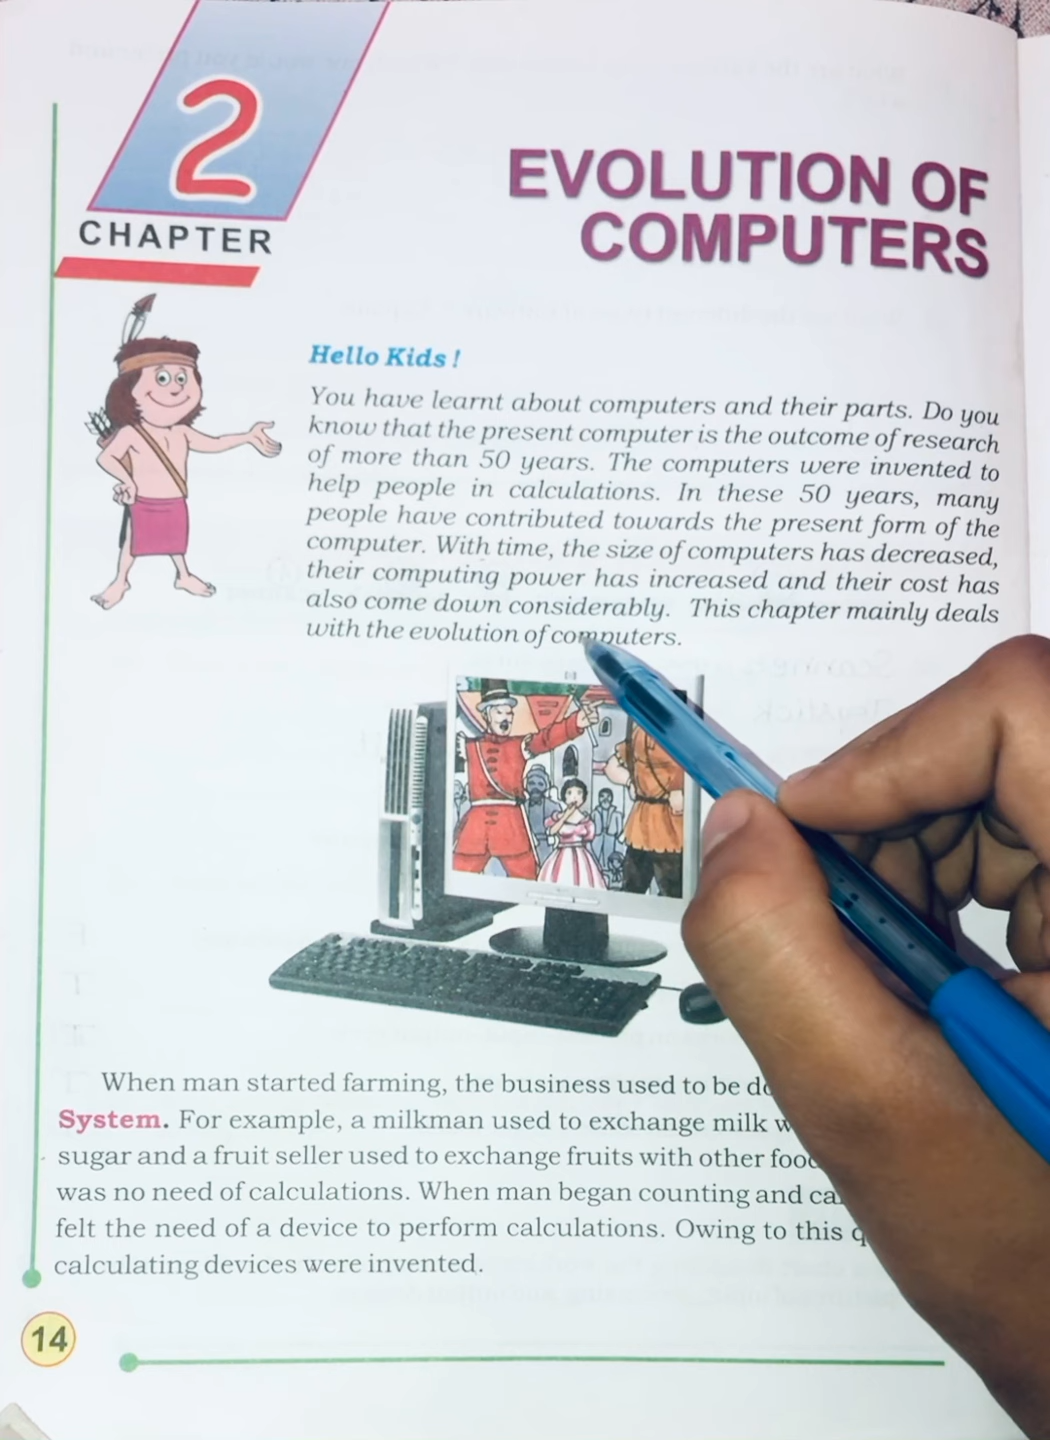 2
CHAPTER
EVOLUTION OF
COMPUTERS
Hello Kids !
You have learnt about computers and their parts. Do you
know that the present computer is the outcome of research
of more than 50 years. The computers were invented to
help people in calculations. In these 50 years, many
people have contributed towards the present form of the
computer. With time, the size of computers has decreased,
their computing power has increased and their cost has
also come down considerably. This chapter mainly deals
with the evolution of computers.
When man started farming, the business used to be
System. For example, a milkman used to exchange milk
sugar and a fruit seller used to exchange fruits with other
was no need of calculations. When man began counting and
felt the need of a device to perform calculations. Owing to this
calculating devices were invented.
14